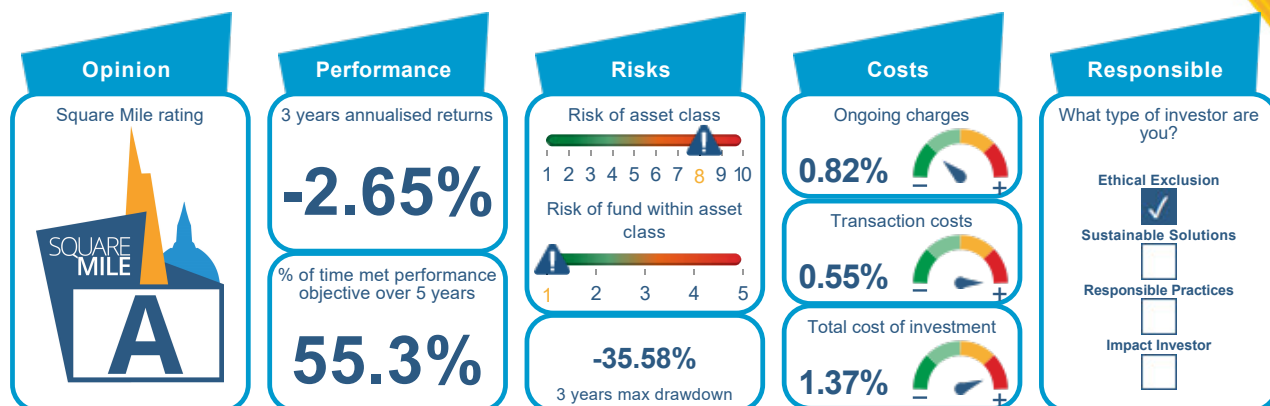 Opinion
Square Mile rating
SQUARE
MILE
A
Performance
3 years annualised returns
-2.65%
% of time met performance
objective over 5 years
55.3%
Risks
Risk of asset class
1 2 3 4 5 6 7 8 9 10
Risk of fund within asset
class
1 2 3 4 5
-35.58%
3 years max drawdown
Costs
Ongoing charges
0.82%
− +
Transaction costs
0.55%
− +
Total cost of investment
1.37%
− +
Responsible
What type of investor are
you?
Ethical Exclusion
Sustainable Solutions
Responsible Practices
Impact Investor